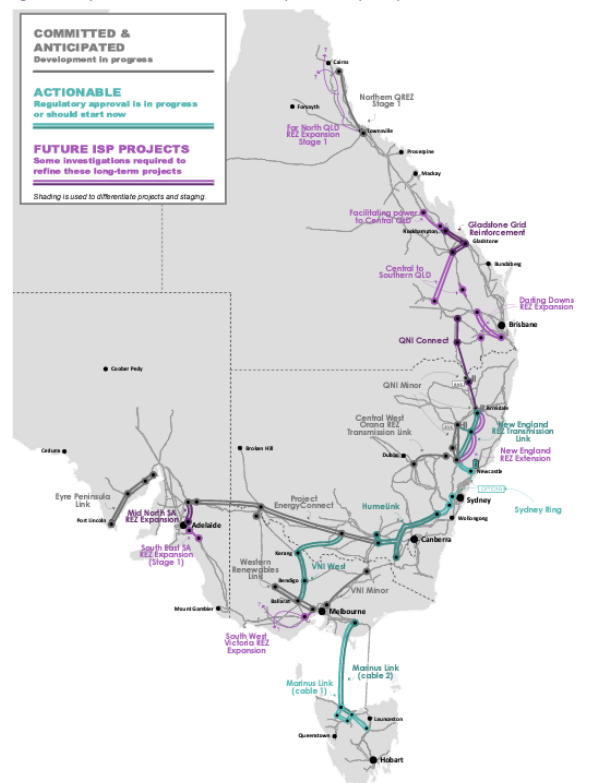 COMMITTED &
ANTICIPATED
Development in progress
ACTIONABLE
Regulatory approval is in progress
or should start now
FUTURE ISP PROJECTS
Some investigations required to
refine these long-term projects
Shading is used to differentiate projects and staging.
Cairns
Northern QREZ
Stage 1
Forsyth
Far North QLD
REZ Expansion
Stage 1
Townsville
Proserpine
Mackay
Facilitating power
to Central QLD
Gladstone Grid
Reinforcement
Rockhampton
Gladstone
Central to
Southern QLD
Bundaberg
Darling Downs
REZ Expansion
Brisbane
QNI Connect
Coober Pedy
QNI Minor
Armidale
Central West
Orana REZ
Transmission Link
New England
REZ Transmission
Link
New England
REZ Extension
Ceduna
Broken Hill
Dubbo
Newcastle
Eyre Peninsula
Link
Project
EnergyConnect
HumeLink
OPTIONS
Sydney
Sydney Ring
Port Lincoln
Mid North SA
REZ Expansion
Adelaide
Wollongong
South East SA
REZ Expansion
(Stage 1)
Canberra
Kerang
VNI West
Western
Renewables
Link
Bendigo
VNI Minor
Ballarat
Mount Gambier
Melbourne
South West
Victoria REZ
Expansion
Marinus Link
(cable 2)
Marinus Link
(cable 1)
Launceston
Queenstown
Hobart